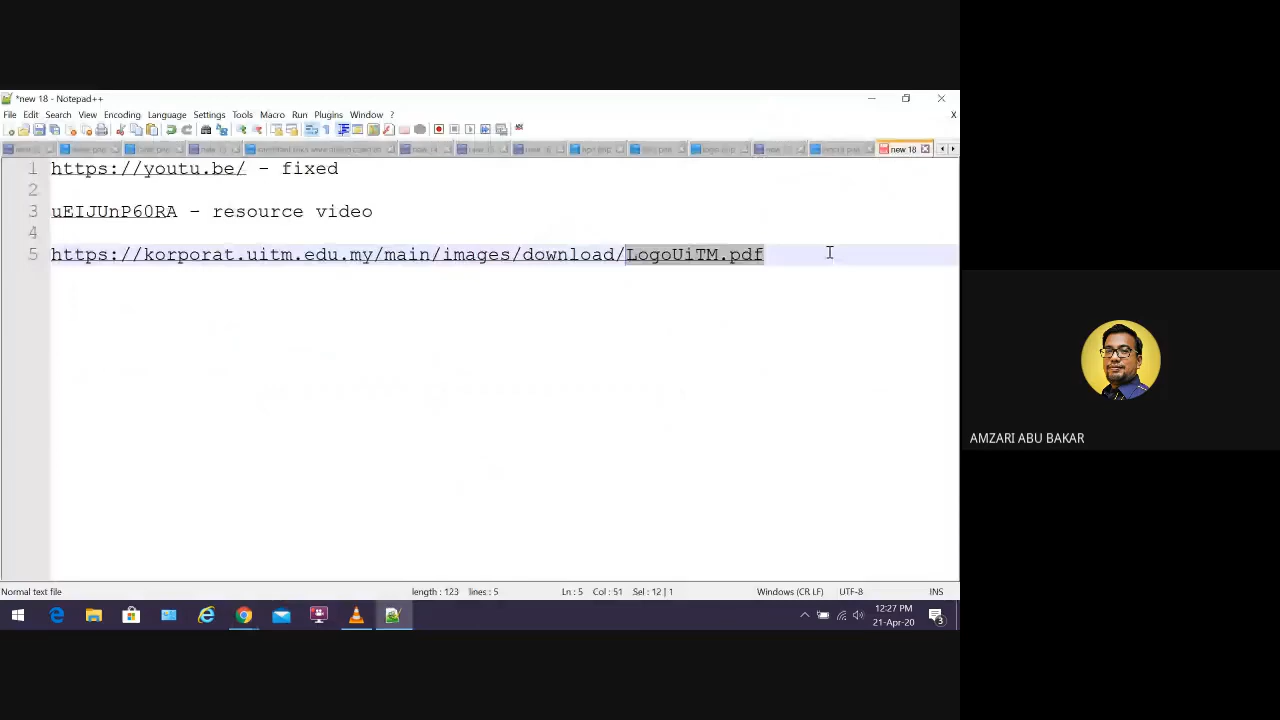 *new 18 - Notepad++
File Edit Search View Encoding Language Settings Tools Macro Run Plugins Window ? X
new 18
1 https://youtu.be/ - fixed
2
3 uEIJUnP60RA - resource video
4
5 https://korporat.uitm.edu.my/main/images/download/LogoUiTM.pdf
AMZARI ABU BAKAR
Normal text file length : 123 lines : 5 Ln : 5 Col : 51 Sel : 12 | 1 Windows (CR LF) UTF-8 INS
12:27 PM
21-Apr-20
3